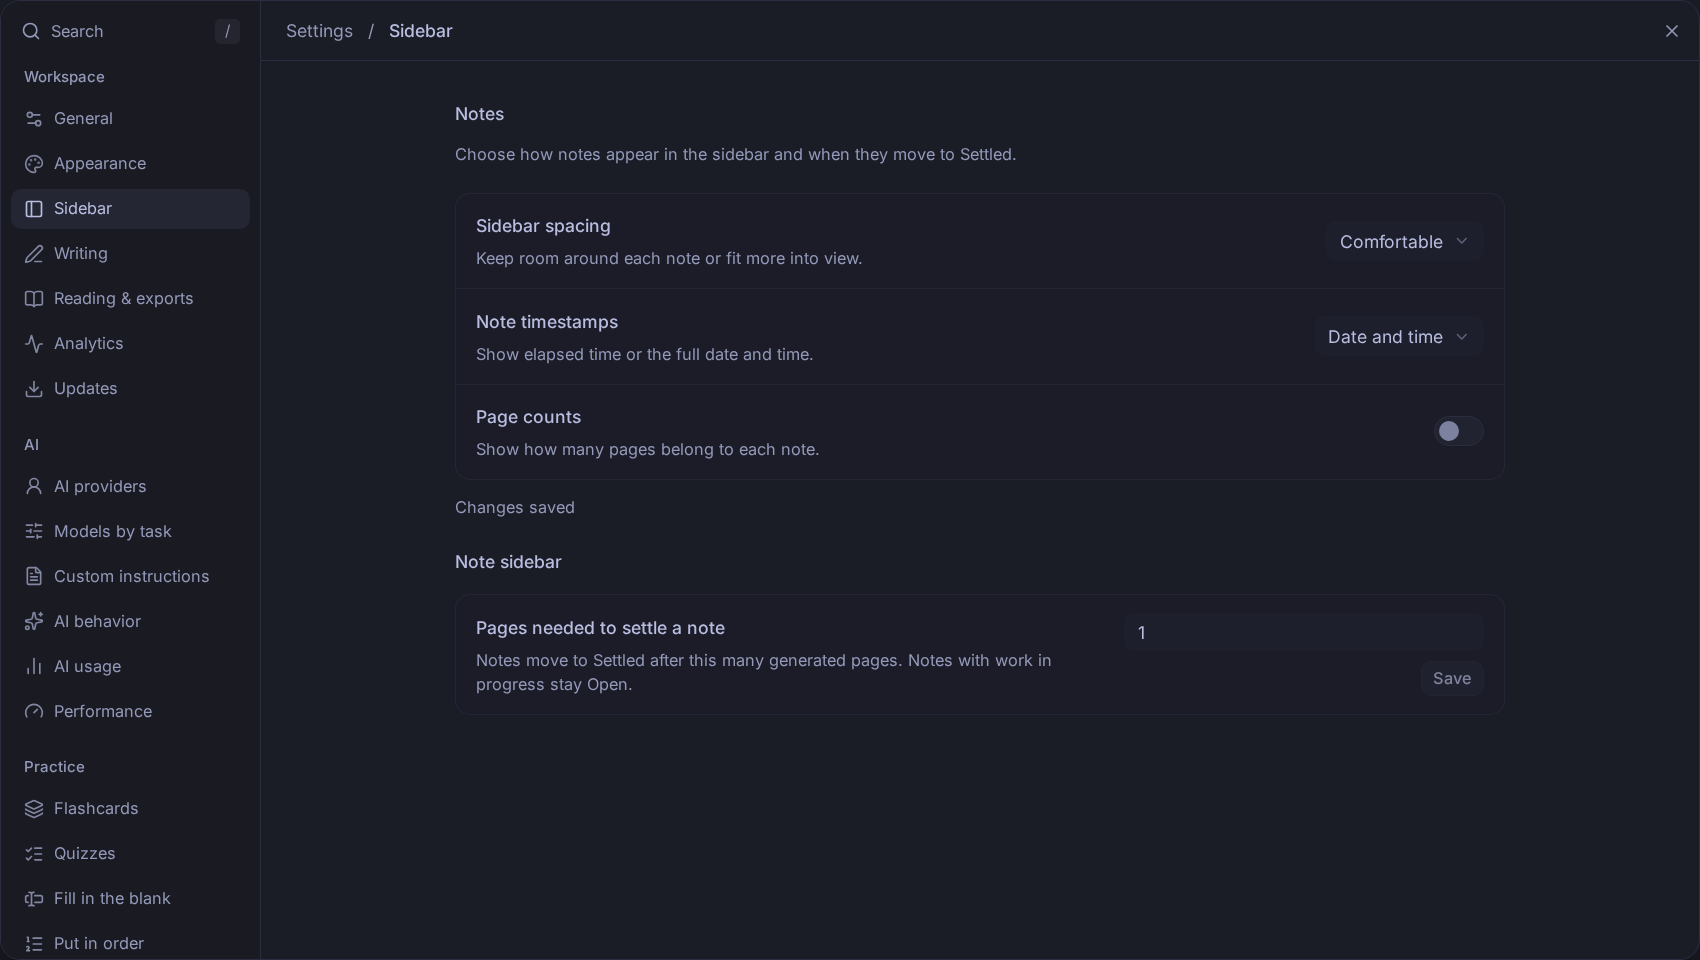 Search
/
Workspace
General
Appearance
Sidebar
Writing
Reading & exports
Analytics
Updates
AI
AI providers
Models by task
Custom instructions
AI behavior
AI usage
Performance
Practice
Flashcards
Quizzes
Fill in the blank
Put in order
Settings / Sidebar
Notes
Choose how notes appear in the sidebar and when they move to Settled.
Sidebar spacing
Keep room around each note or fit more into view.
Comfortable
Note timestamps
Show elapsed time or the full date and time.
Date and time
Page counts
Show how many pages belong to each note.
Changes saved
Note sidebar
Pages needed to settle a note
Notes move to Settled after this many generated pages. Notes with work in
progress stay Open.
1
Save